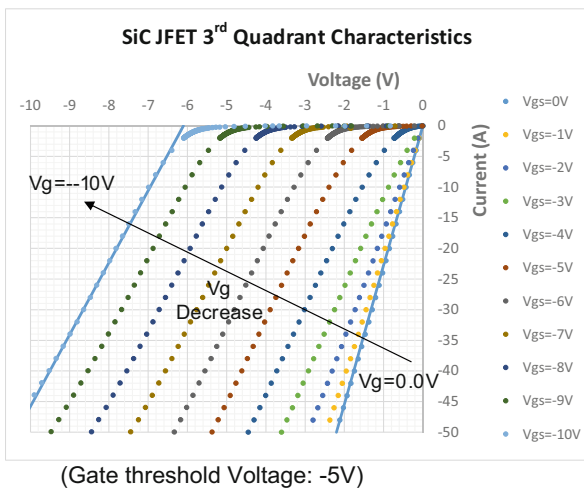 SiC JFET 3rd Quadrant Characteristics
Voltage (V)
-10 -9 -8 -7 -6 -5 -4 -3 -2 -1 0
0
-5
-10
-15
-20
-25
-30
-35
-40
-45
-50
Current (A)
Vg=--10V
Vg
Decrease
Vg=0.0V
Vgs=0V
Vgs=-1V
Vgs=-2V
Vgs=-3V
Vgs=-4V
Vgs=-5V
Vgs=-6V
Vgs=-7V
Vgs=-8V
Vgs=-9V
Vgs=-10V
(Gate threshold Voltage: -5V)